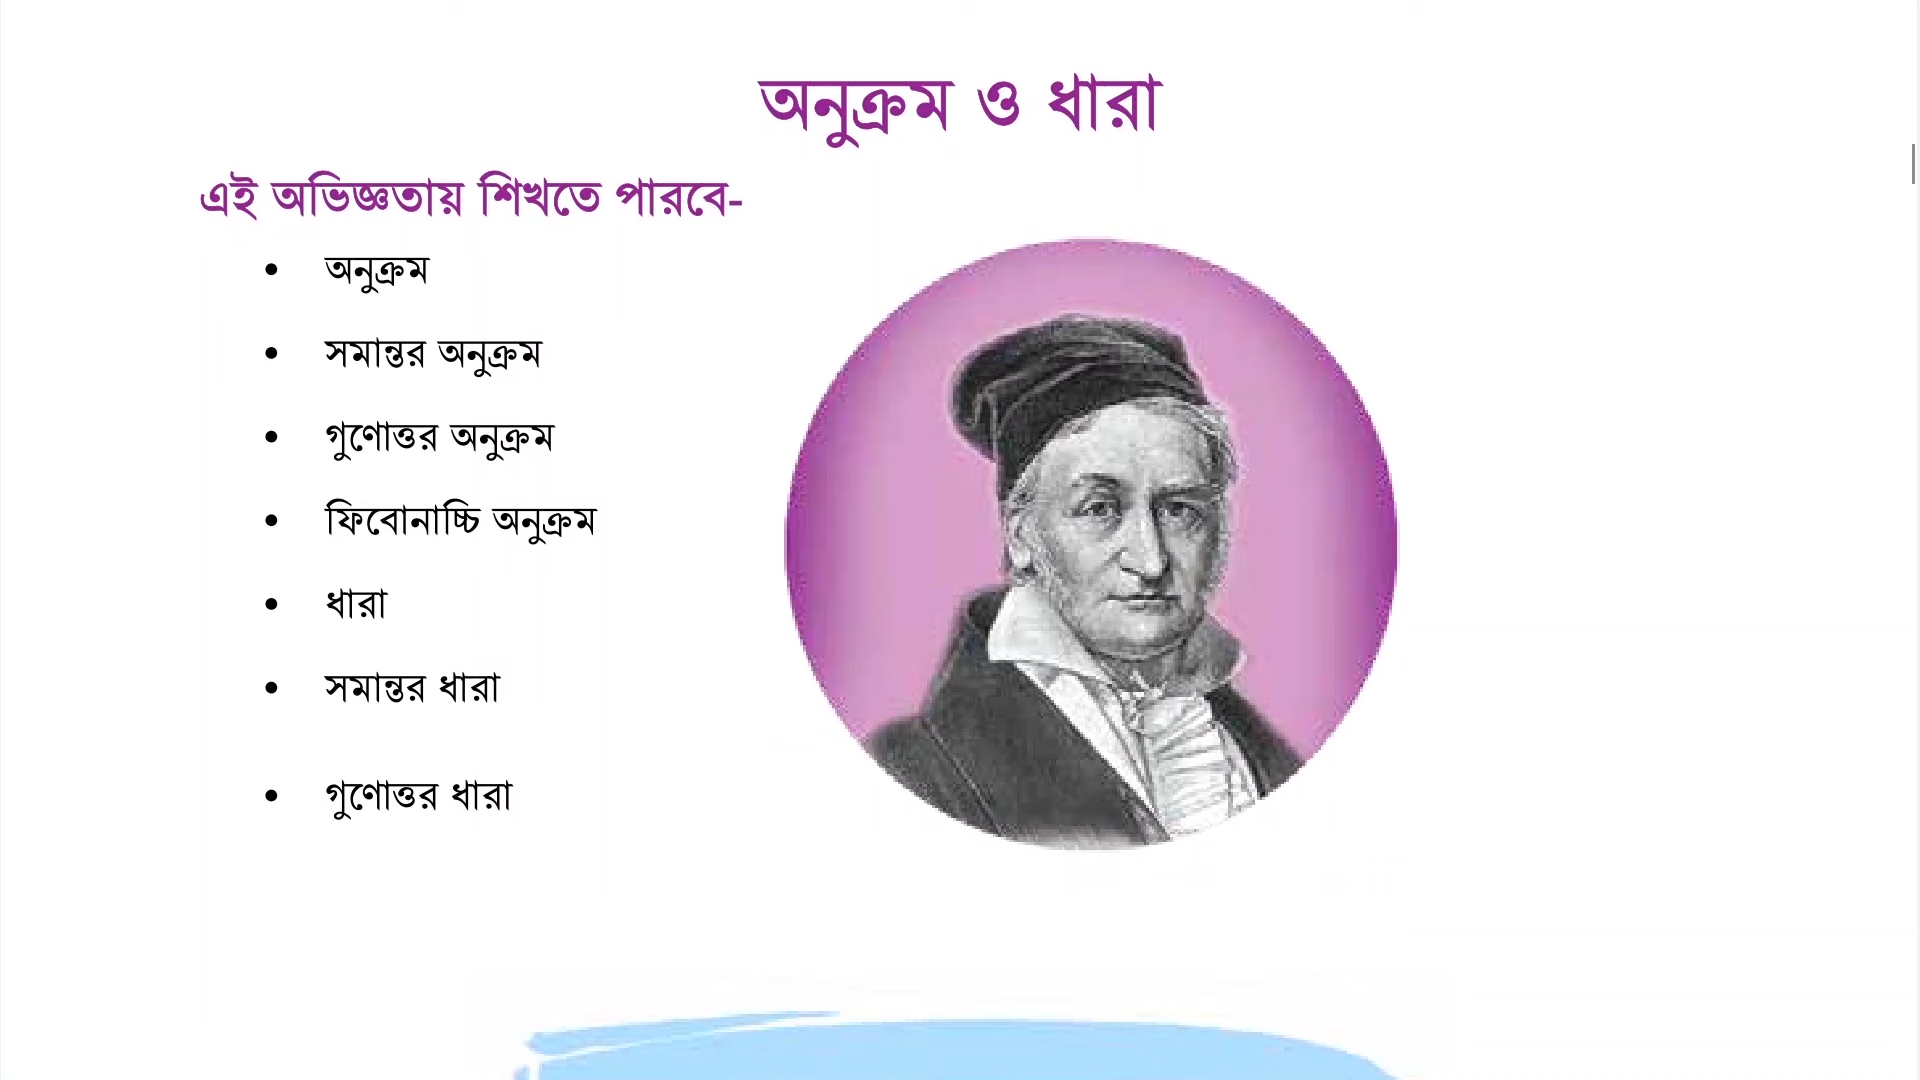 অনুক্রম ও ধারা
এই অভিজ্ঞতায় শিখতে পারবে-
• অনুক্রম
• সমান্তর অনুক্রম
• গুণোত্তর অনুক্রম
• ফিবোনাচ্চি অনুক্রম
• ধারা
• সমান্তর ধারা
• গুণোত্তর ধারা